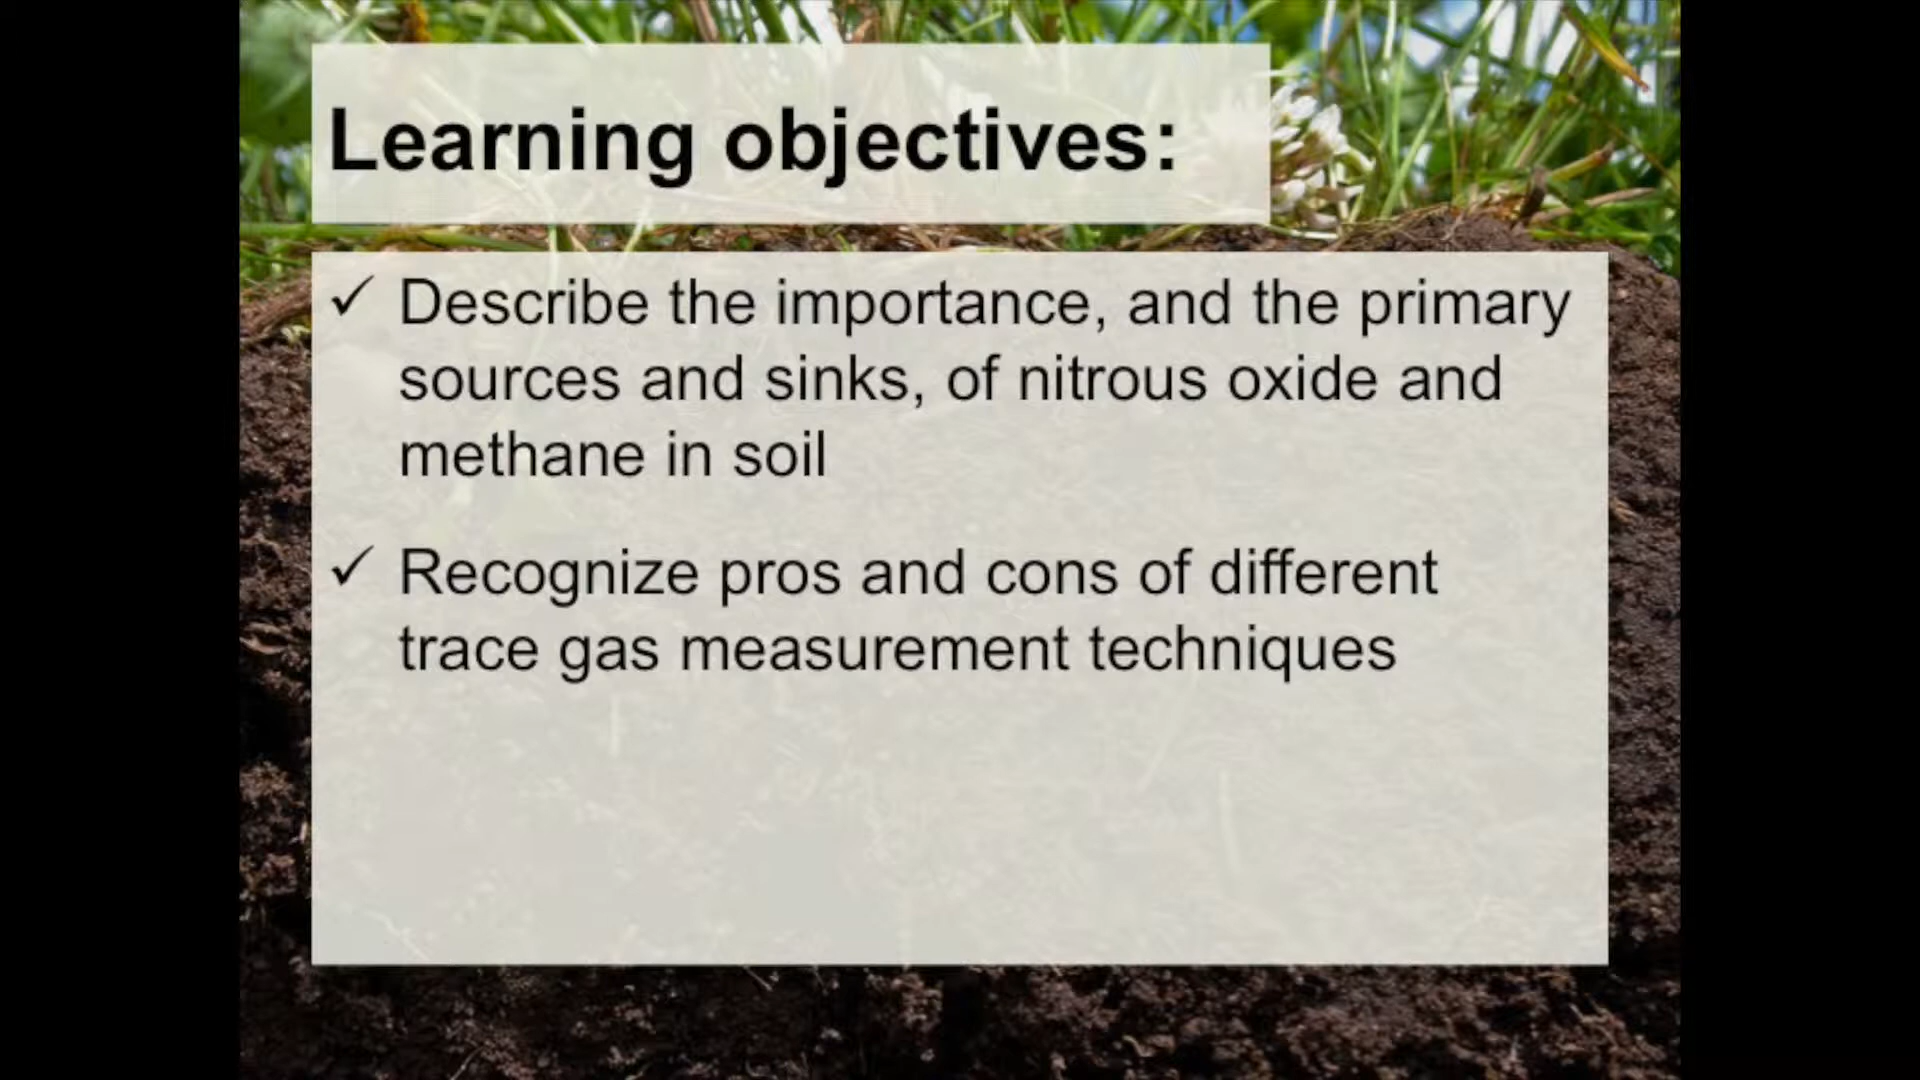 Learning objectives:
✓ Describe the importance, and the primary
sources and sinks, of nitrous oxide and
methane in soil
✓ Recognize pros and cons of different
trace gas measurement techniques